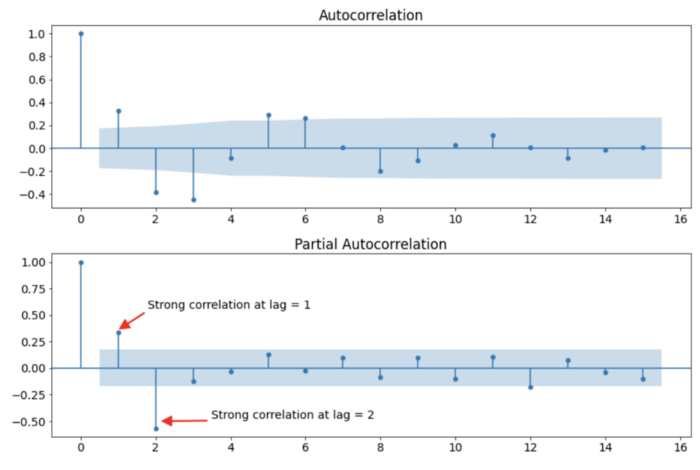 Autocorrelation
1.0
0.8
0.6
0.4
0.2
0.0
−0.2
−0.4
0 2 4 6 8 10 12 14 16
Partial Autocorrelation
1.00
0.75
Strong correlation at lag = 1
0.50
0.25
0.00
−0.25
Strong correlation at lag = 2
−0.50
0 2 4 6 8 10 12 14 16